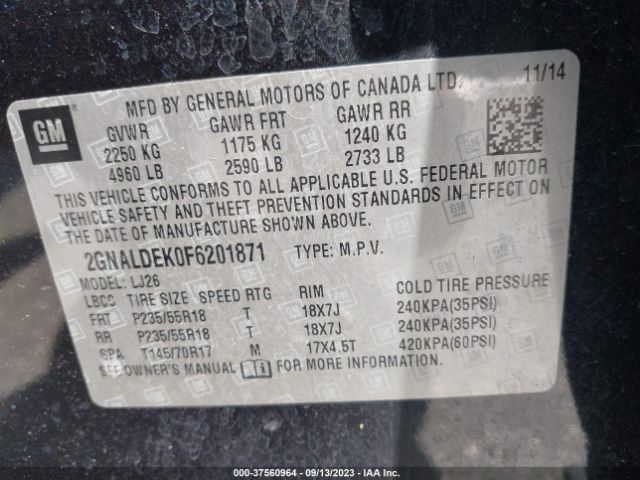 GM
MFD BY GENERAL MOTORS OF CANADA LTD. 11/14
GVWR GAWR FRT GAWR RR
2250 KG 1175 KG 1240 KG
4960 LB 2590 LB 2733 LB
THIS VEHICLE CONFORMS TO ALL APPLICABLE U.S. FEDERAL MOTOR
VEHICLE SAFETY AND THEFT PREVENTION STANDARDS IN EFFECT ON
THE DATE OF MANUFACTURE SHOWN ABOVE.
2GNALDEK0F6201871 TYPE: M.P.V.
MODEL: LJ26
LBCC TIRE SIZE SPEED RTG RIM COLD TIRE PRESSURE
FRT P235/55R18 T 18X7J 240KPA(35PSI)
RR P235/55R18 T 18X7J 240KPA(35PSI)
SPA T145/70R17 M 17X4.5T 420KPA(60PSI)
SEE OWNER'S MANUAL FOR MORE INFORMATION
000-37560964 - 09/13/2023 - IAA Inc.